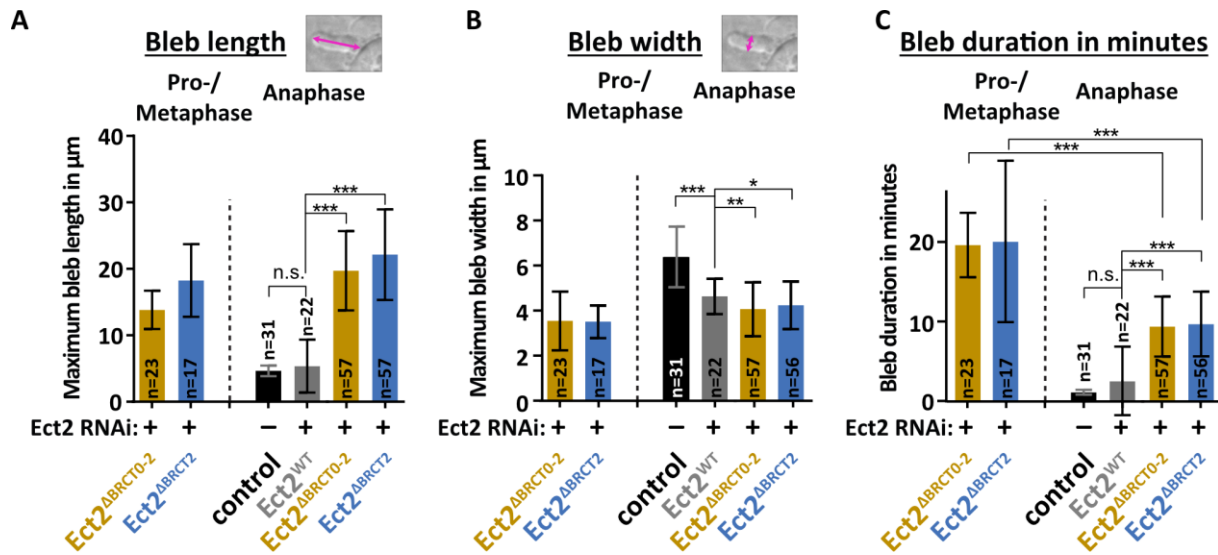 A
Bleb length
Pro-/
Metaphase
Anaphase
Maximum bleb length in µm
40
30
20
10
0
n.s.
***
***
n=23
n=17
n=31
n=22
n=57
n=57
Ect2 RNAi: + + − + + +
Ect2ΔBRCT0-2
Ect2ΔBRCT2
control
Ect2WT
Ect2ΔBRCT0-2
Ect2ΔBRCT2
B
Bleb width
Pro-/
Metaphase
Anaphase
Maximum bleb width in µm
10
8
6
4
2
0
***
*
**
n=23
n=17
n=31
n=22
n=57
n=56
Ect2 RNAi: + + − + + +
Ect2ΔBRCT0-2
Ect2ΔBRCT2
control
Ect2WT
Ect2ΔBRCT0-2
Ect2ΔBRCT2
C
Bleb duration in minutes
Pro-/
Metaphase
Anaphase
Bleb duration in minutes
20
10
0
***
***
n.s.
***
***
n=23
n=17
n=31
n=22
n=57
n=56
Ect2 RNAi: + + − + + +
Ect2ΔBRCT0-2
Ect2ΔBRCT2
control
Ect2WT
Ect2ΔBRCT0-2
Ect2ΔBRCT2